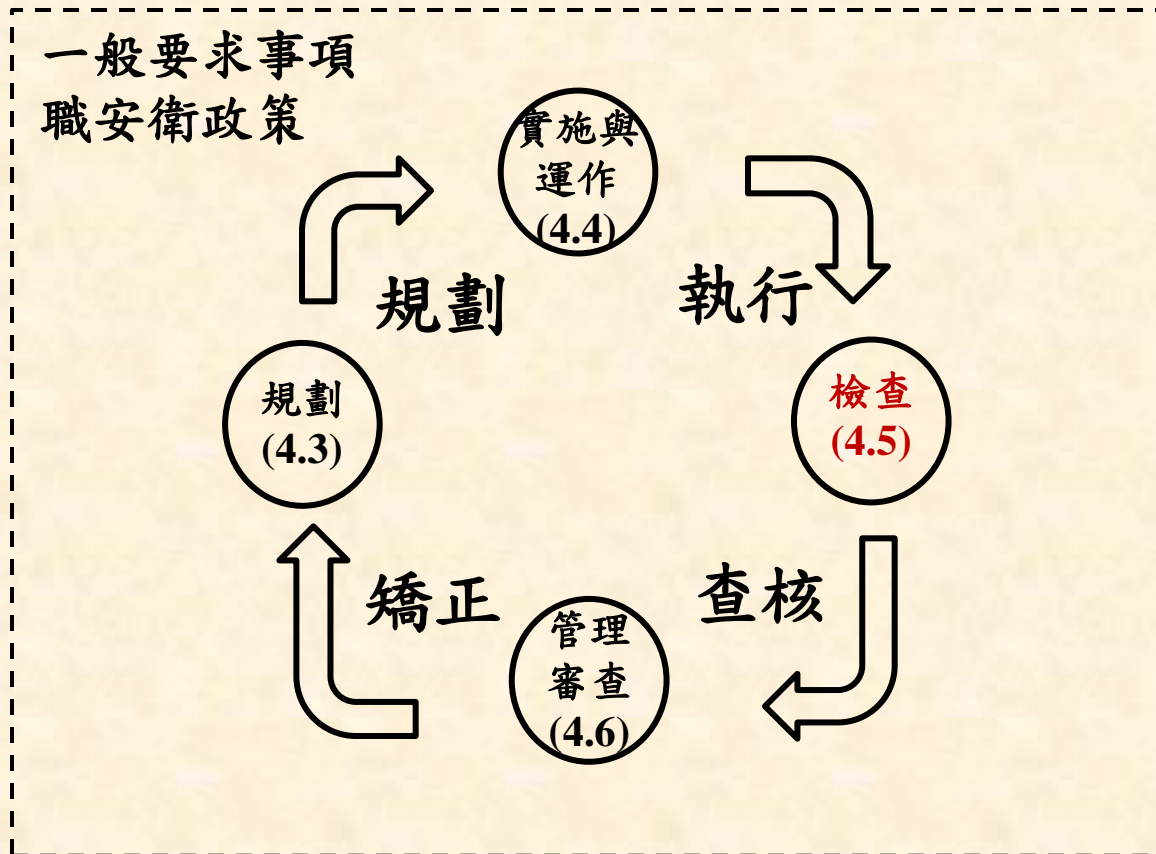 一般要求事項
職安衛政策
實施與
運作
(4.4)
規劃
執行
規劃
(4.3)
檢查
(4.5)
矯正
查核
管理
審查
(4.6)